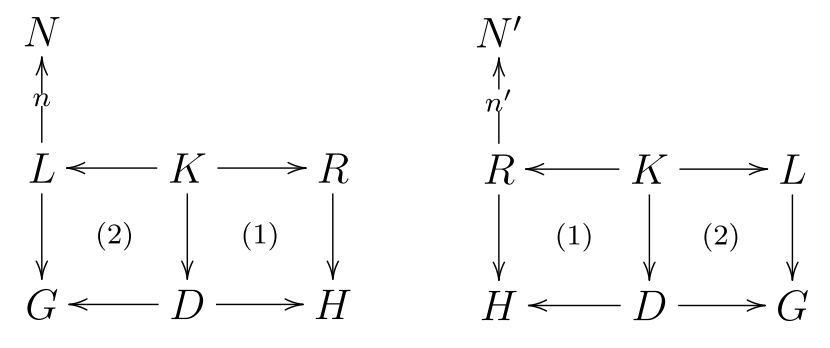 N N′
n n′
L K R R K L
(2) (1) (1) (2)
G D H H D G